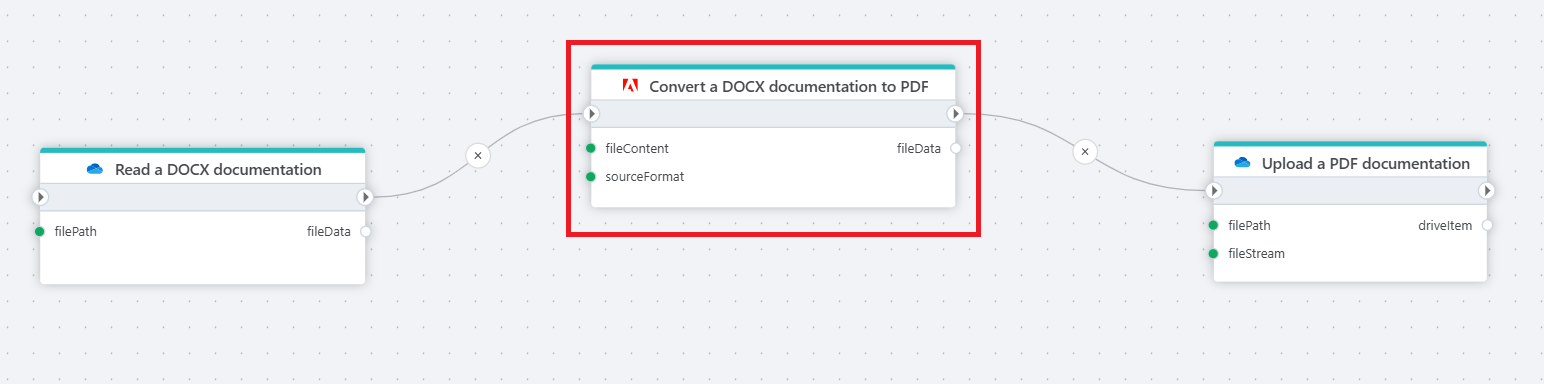 Read a DOCX documentation
filePath
fileData
Convert a DOCX documentation to PDF
fileContent
fileData
sourceFormat
Upload a PDF documentation
filePath
driveItem
fileStream